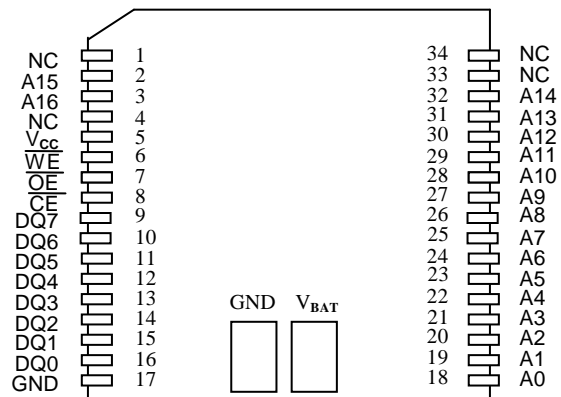 NC 1 34 NC
A15 2 33 NC
A16 3 32 A14
NC 4 31 A13
Vcc 5 30 A12
WE 6 29 A11
OE 7 28 A10
CE 8 27 A9
DQ7 9 26 A8
DQ6 10 25 A7
DQ5 11 24 A6
DQ4 12 23 A5
DQ3 13 22 A4
DQ2 14 21 A3
DQ1 15 20 A2
DQ0 16 19 A1
GND 17 18 A0
GND VBAT